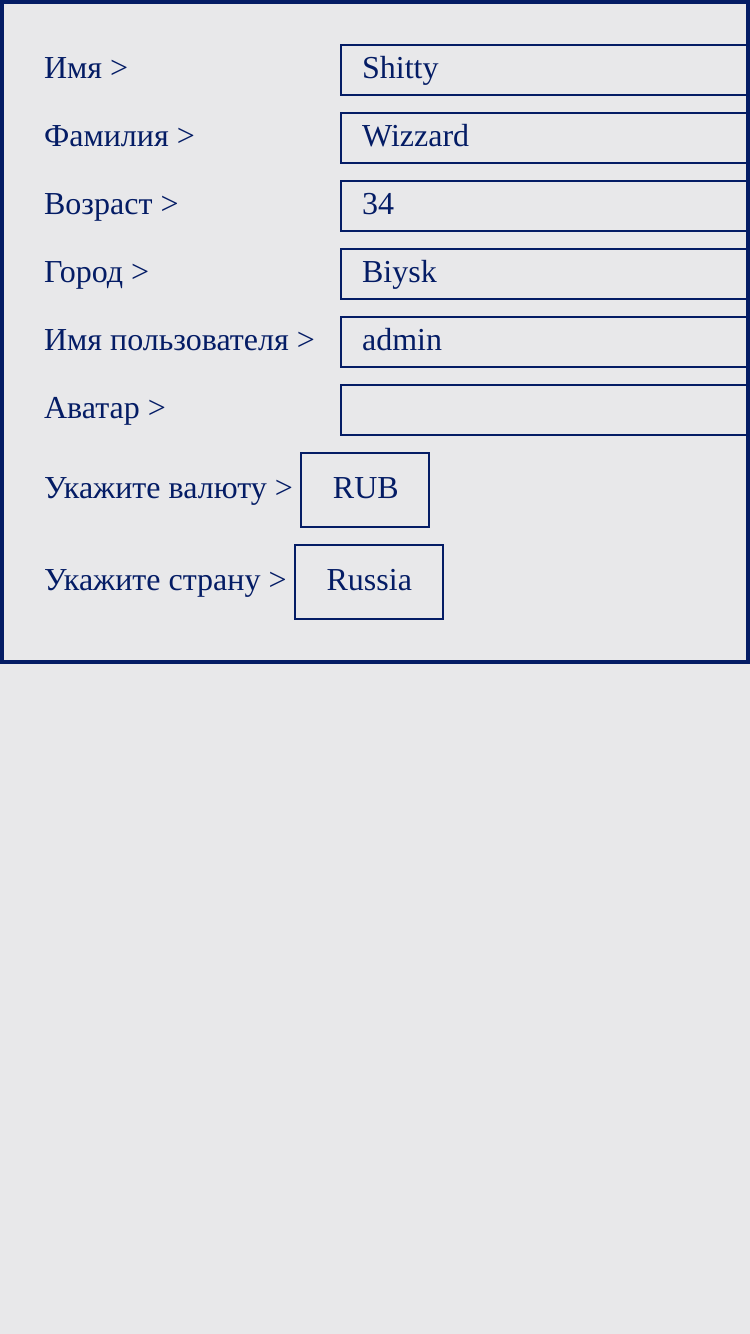 Имя > Shitty
Фамилия > Wizzard
Возраст > 34
Город > Biysk
Имя пользователя > admin
Аватар >
Укажите валюту > RUB
Укажите страну > Russia